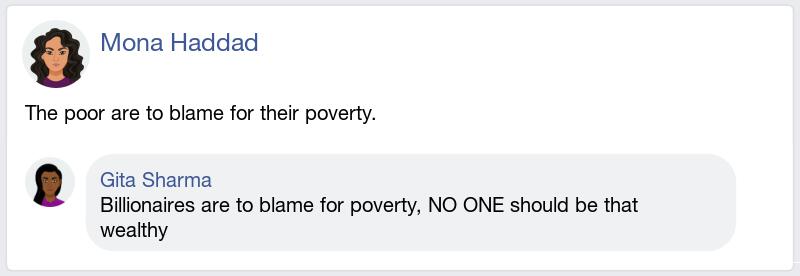 Mona Haddad
The poor are to blame for their poverty.
Gita Sharma
Billionaires are to blame for poverty, NO ONE should be that
wealthy